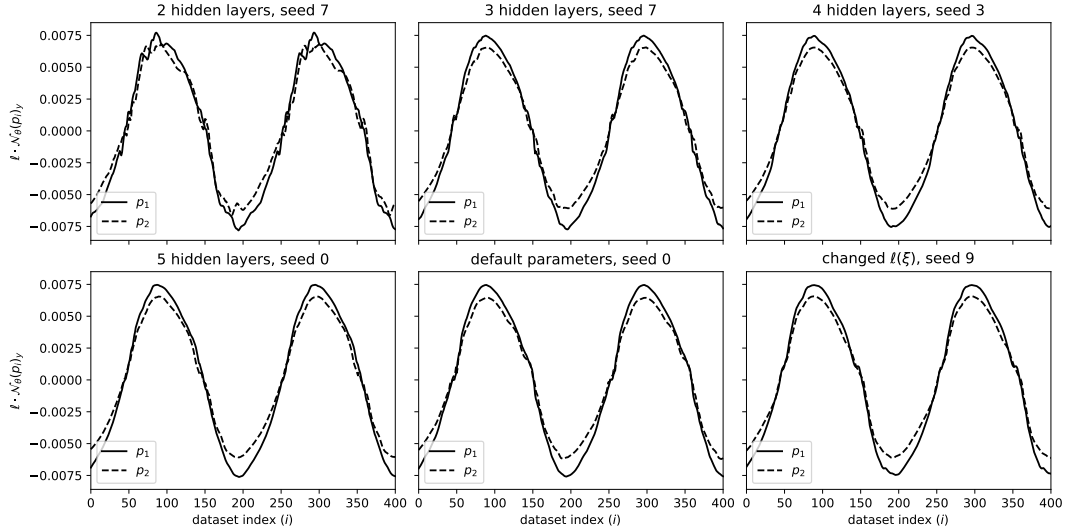 2 hidden layers, seed 7
3 hidden layers, seed 7
4 hidden layers, seed 3
0.0075
0.0050
0.0025
0.0000
−0.0025
−0.0050
−0.0075
ℓ · 𝒩θ(pᵢ)y
p₁
p₂
p₁
p₂
p₁
p₂
5 hidden layers, seed 0
default parameters, seed 0
changed ℓ(ξ), seed 9
0.0075
0.0050
0.0025
0.0000
−0.0025
−0.0050
−0.0075
ℓ · 𝒩θ(pᵢ)y
p₁
p₂
p₁
p₂
p₁
p₂
0 50 100 150 200 250 300 350 400
0 50 100 150 200 250 300 350 400
0 50 100 150 200 250 300 350 400
dataset index (i)
dataset index (i)
dataset index (i)